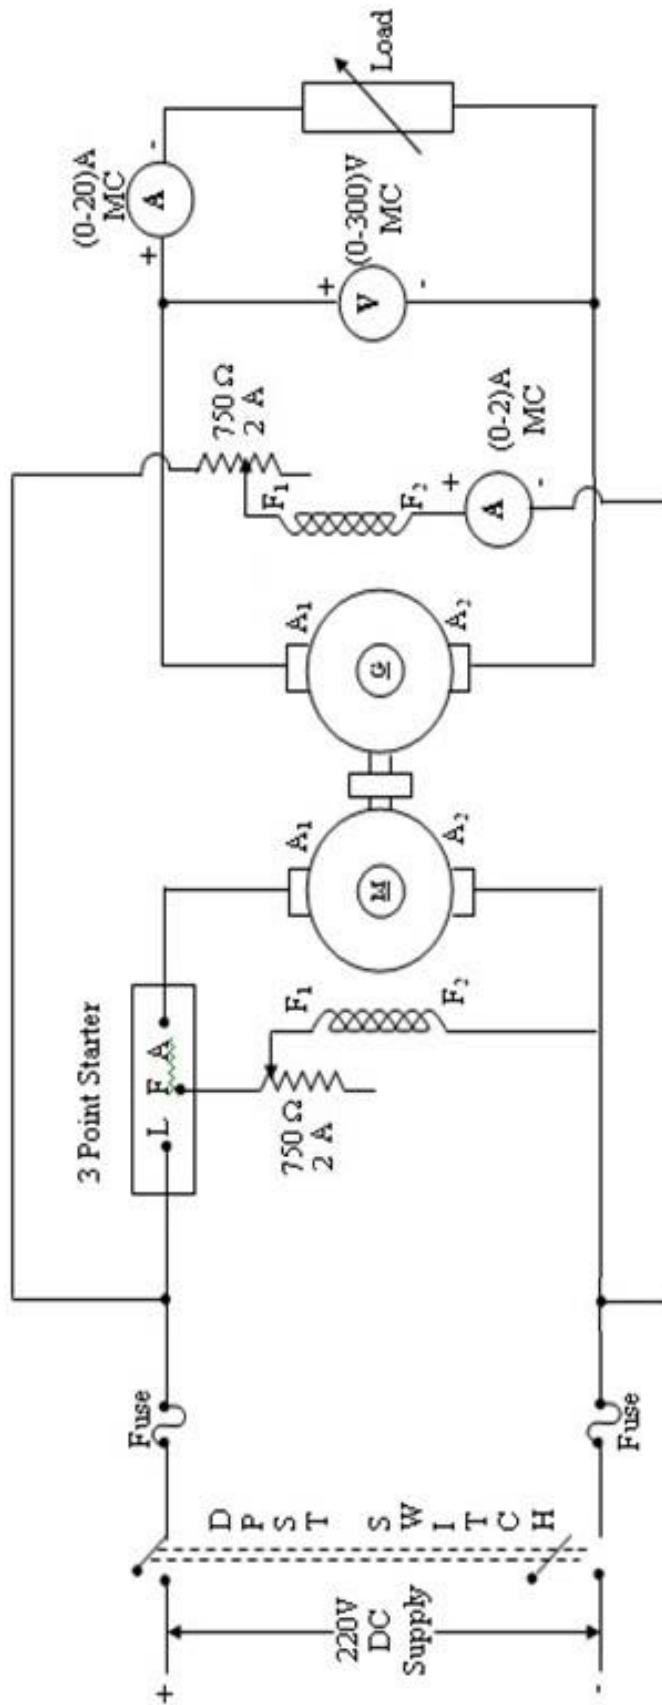 +
220V
DC
Supply
-
D
P
S
T
S
W
I
T
C
H
Fuse
Fuse
3 Point Starter
L F A
750 Ω
2 A
F1
F2
A1
M
A2
A1
G
A2
750 Ω
2 A
F1
F2
+
A
-
(0-2)A
MC
(0-20)A
MC
+
A
-
+
V
-
(0-300)V
MC
Load